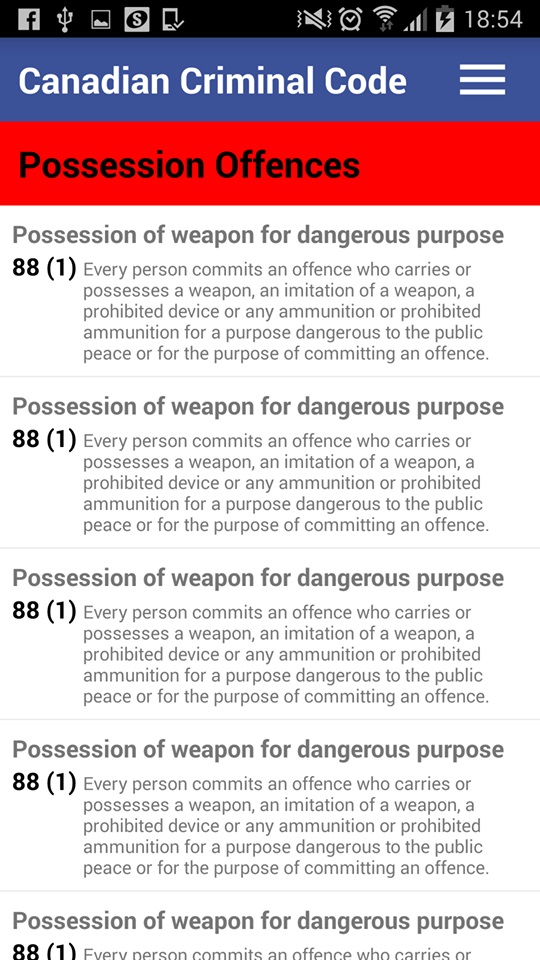 18:54
Canadian Criminal Code
Possession Offences
Possession of weapon for dangerous purpose
88 (1) Every person commits an offence who carries or
possesses a weapon, an imitation of a weapon, a
prohibited device or any ammunition or prohibited
ammunition for a purpose dangerous to the public
peace or for the purpose of committing an offence.
Possession of weapon for dangerous purpose
88 (1) Every person commits an offence who carries or
possesses a weapon, an imitation of a weapon, a
prohibited device or any ammunition or prohibited
ammunition for a purpose dangerous to the public
peace or for the purpose of committing an offence.
Possession of weapon for dangerous purpose
88 (1) Every person commits an offence who carries or
possesses a weapon, an imitation of a weapon, a
prohibited device or any ammunition or prohibited
ammunition for a purpose dangerous to the public
peace or for the purpose of committing an offence.
Possession of weapon for dangerous purpose
88 (1) Every person commits an offence who carries or
possesses a weapon, an imitation of a weapon, a
prohibited device or any ammunition or prohibited
ammunition for a purpose dangerous to the public
peace or for the purpose of committing an offence.
Possession of weapon for dangerous purpose
88 (1) Every person commits an offence who carries or